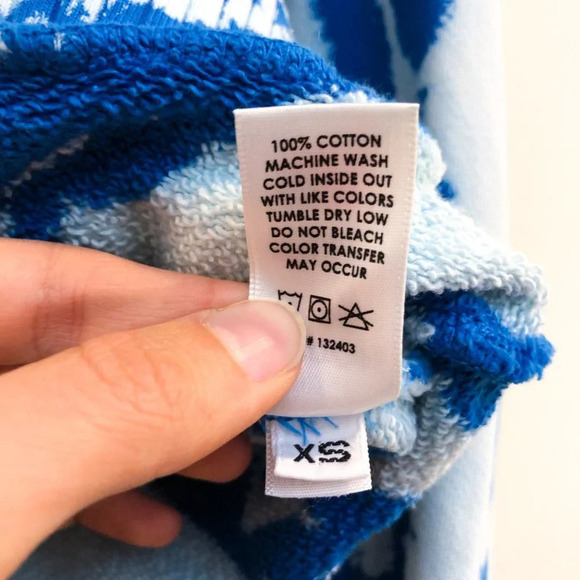 100% COTTON
MACHINE WASH
COLD INSIDE OUT
WITH LIKE COLORS
TUMBLE DRY LOW
DO NOT BLEACH
COLOR TRANSFER
MAY OCCUR
# 132403
XS